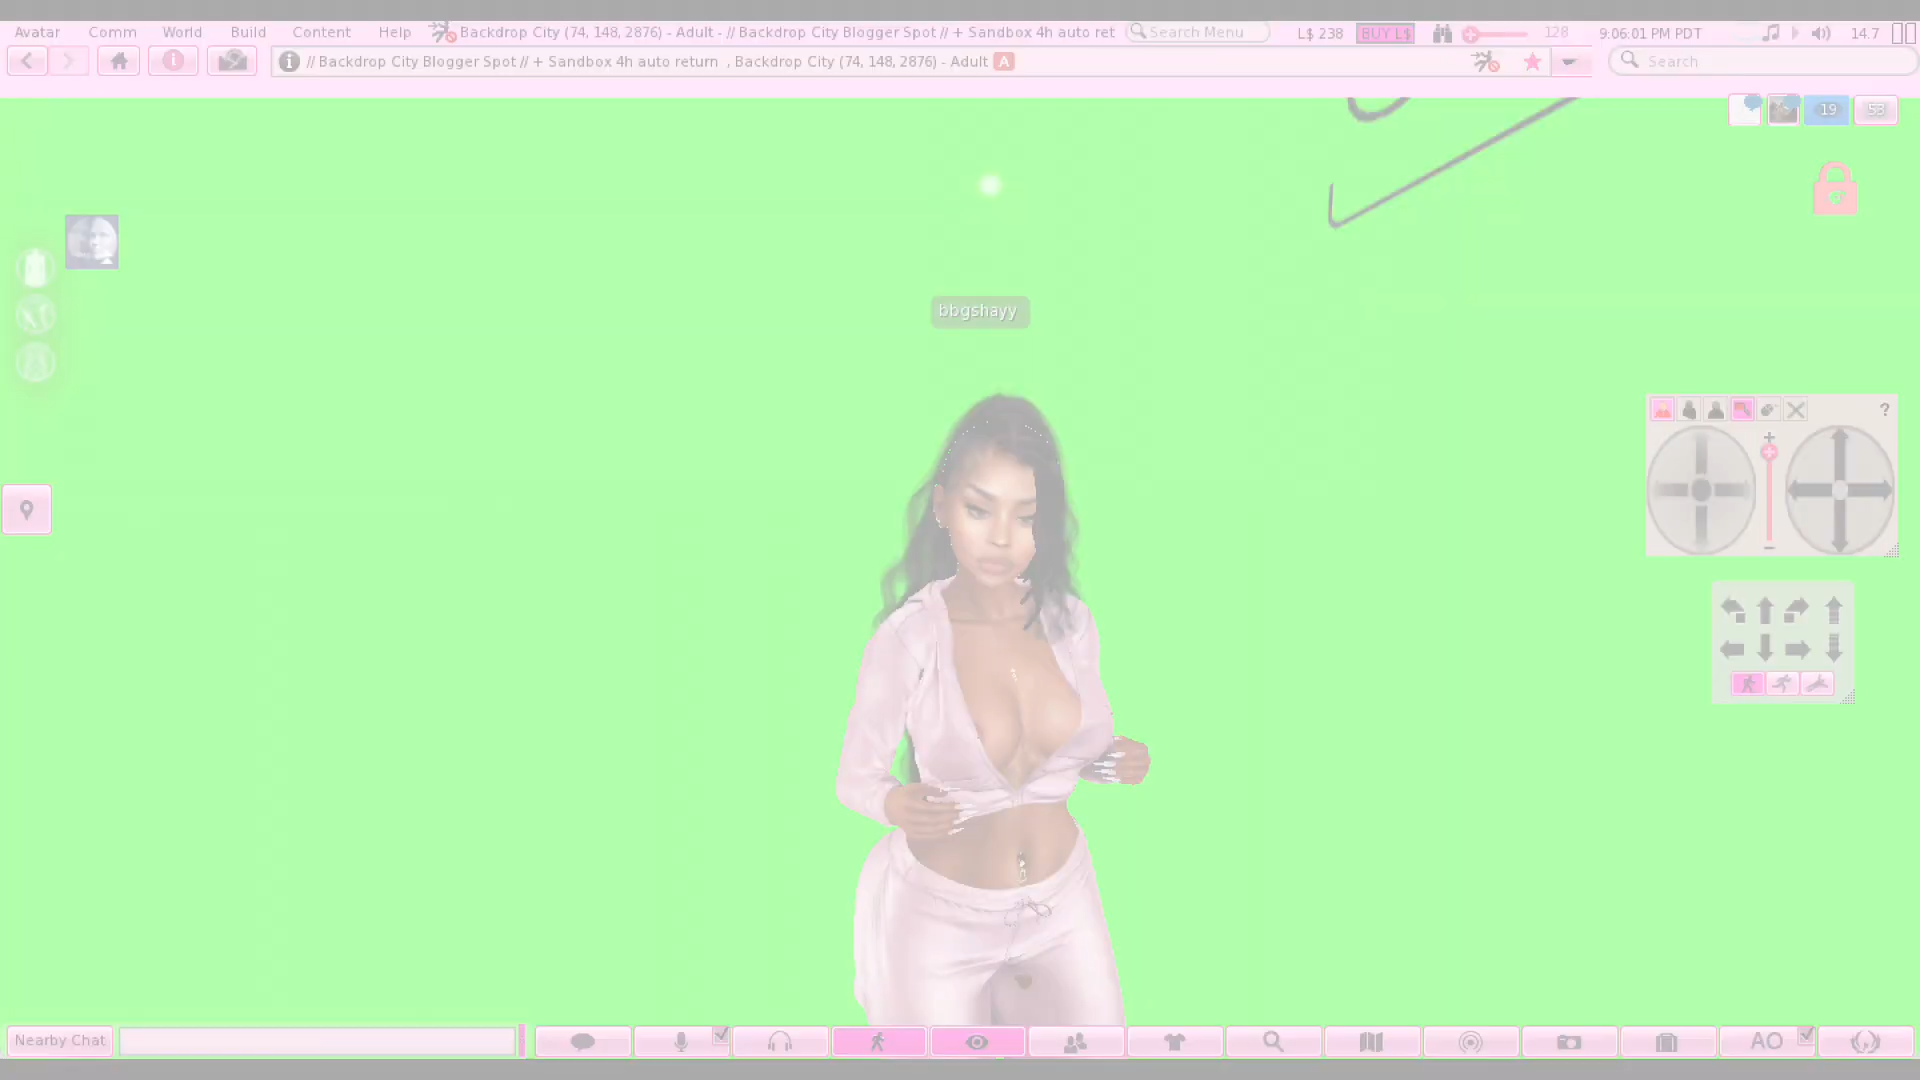 Avatar Comm World Build Content Help Backdrop City (74, 148, 2876) - Adult - // Backdrop City Blogger Spot // + Sandbox 4h auto ret Search Menu L$ 238 BUY L$ 128 9:06:01 PM PDT 14.7
// Backdrop City Blogger Spot // + Sandbox 4h auto return , Backdrop City (74, 148, 2876) - Adult A Search
19 53
bbgshayy
?
Nearby Chat AO